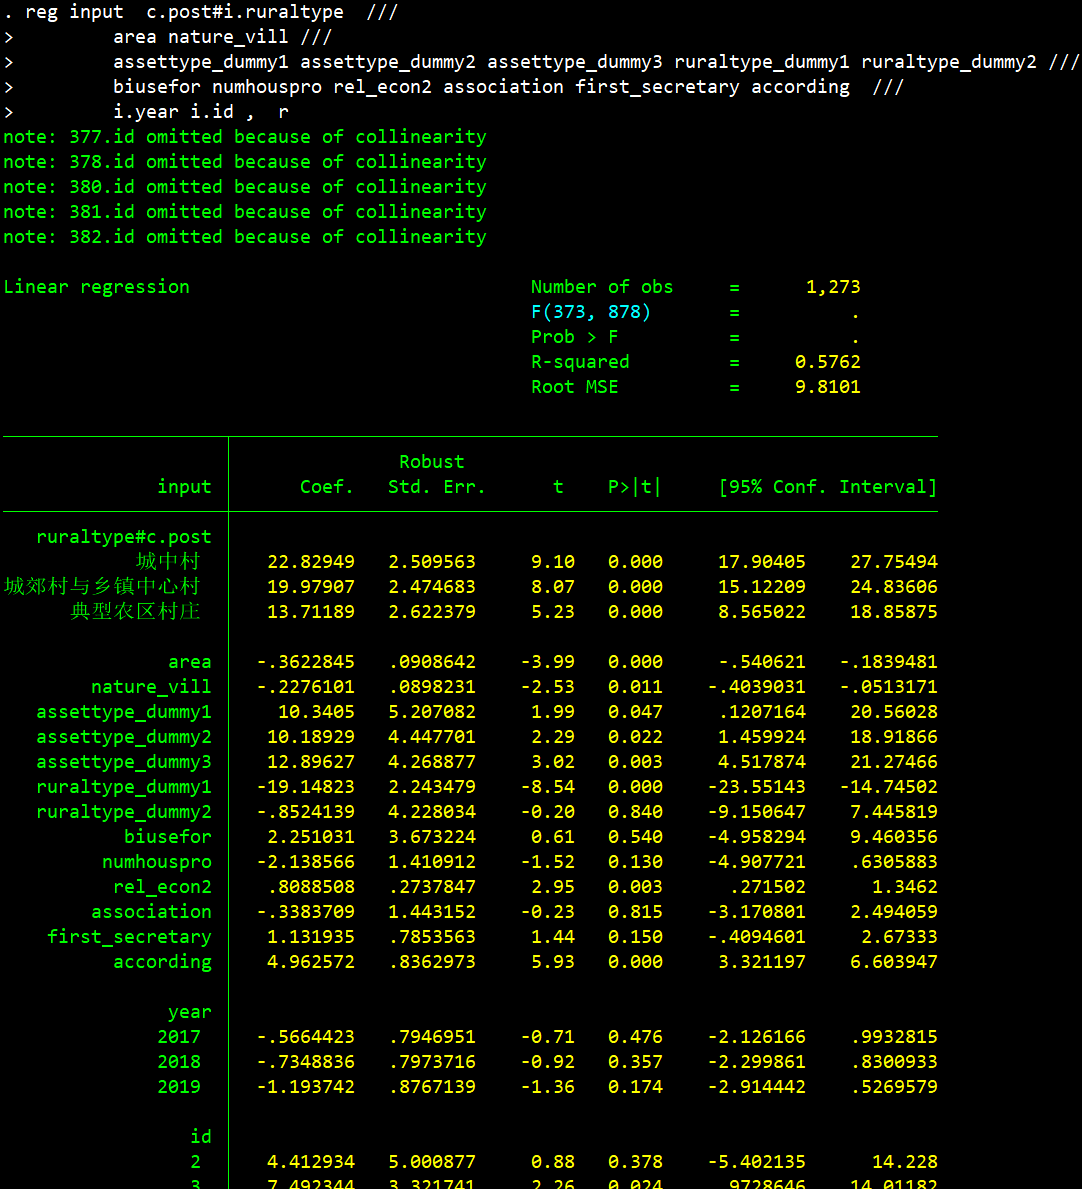 . reg input  c.post#i.ruraltype  ///
>         area nature_vill ///
>         assettype_dummy1 assettype_dummy2 assettype_dummy3 ruraltype_dummy1 ruraltype_dummy2 ///
>         biusefor numhouspro rel_econ2 association first_secretary according  ///
>         i.year i.id ,  r
note: 377.id omitted because of collinearity
note: 378.id omitted because of collinearity
note: 380.id omitted because of collinearity
note: 381.id omitted because of collinearity
note: 382.id omitted because of collinearity
Linear regression Number of obs = 1,273
F(373, 878) = .
Prob > F = .
R-squared = 0.5762
Root MSE = 9.8101
Robust
input Coef. Std. Err. t P>|t| [95% Conf. Interval]
ruraltype#c.post
城中村 22.82949 2.509563 9.10 0.000 17.90405 27.75494
城郊村与乡镇中心村 19.97907 2.474683 8.07 0.000 15.12209 24.83606
典型农区村庄 13.71189 2.622379 5.23 0.000 8.565022 18.85875
area -.3622845 .0908642 -3.99 0.000 -.540621 -.1839481
nature_vill -.2276101 .0898231 -2.53 0.011 -.4039031 -.0513171
assettype_dummy1 10.3405 5.207082 1.99 0.047 .1207164 20.56028
assettype_dummy2 10.18929 4.447701 2.29 0.022 1.459924 18.91866
assettype_dummy3 12.89627 4.268877 3.02 0.003 4.517874 21.27466
ruraltype_dummy1 -19.14823 2.243479 -8.54 0.000 -23.55143 -14.74502
ruraltype_dummy2 -.8524139 4.228034 -0.20 0.840 -9.150647 7.445819
biusefor 2.251031 3.673224 0.61 0.540 -4.958294 9.460356
numhouspro -2.138566 1.410912 -1.52 0.130 -4.907721 .6305883
rel_econ2 .8088508 .2737847 2.95 0.003 .271502 1.3462
association -.3383709 1.443152 -0.23 0.815 -3.170801 2.494059
first_secretary 1.131935 .7853563 1.44 0.150 -.4094601 2.67333
according 4.962572 .8362973 5.93 0.000 3.321197 6.603947
year
2017 -.5664423 .7946951 -0.71 0.476 -2.126166 .9932815
2018 -.7348836 .7973716 -0.92 0.357 -2.299861 .8300933
2019 -1.193742 .8767139 -1.36 0.174 -2.914442 .5269579
id
2 4.412934 5.000877 0.88 0.378 -5.402135 14.228
3 7.492344 3.321741 2.26 0.024 .9728646 14.01182